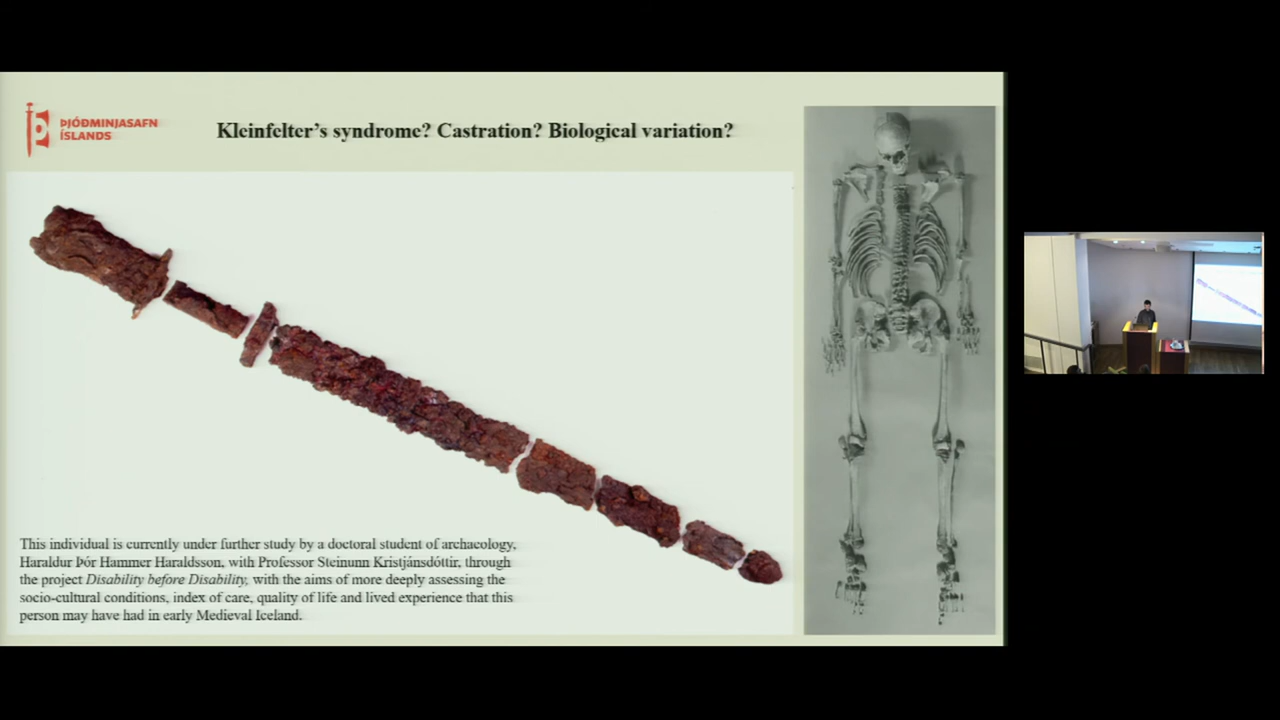 ÞJÓÐMINJASAFN
ÍSLANDS
Kleinfelter's syndrome? Castration? Biological variation?
This individual is currently under further study by a doctoral student of archaeology,
Haraldur Þór Hammer Haraldsson, with Professor Steinunn Kristjánsdóttir, through
the project Disability before Disability, with the aims of more deeply assessing the
socio-cultural conditions, index of care, quality of life and lived experience that this
person may have had in early Medieval Iceland.